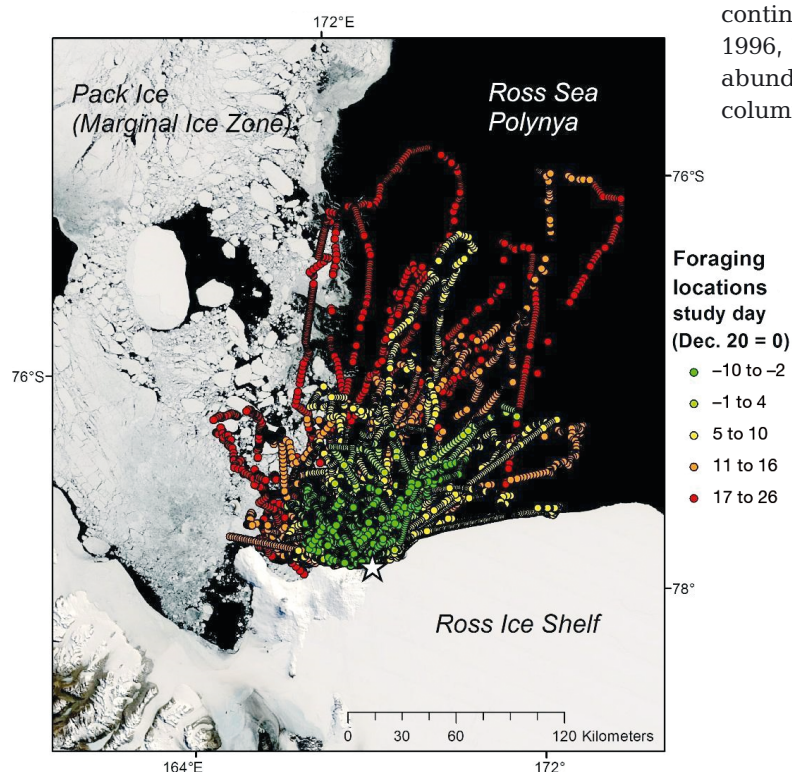 172°E
contin
1996,
abund
colum
Pack Ice
(Marginal Ice Zone)
Ross Sea
Polynya
76°S
76°S
78°
Foraging
locations
study day
(Dec. 20 = 0)
–10 to –2
–1 to 4
5 to 10
11 to 16
17 to 26
Ross Ice Shelf
0 30 60 120 Kilometers
164°E
172°